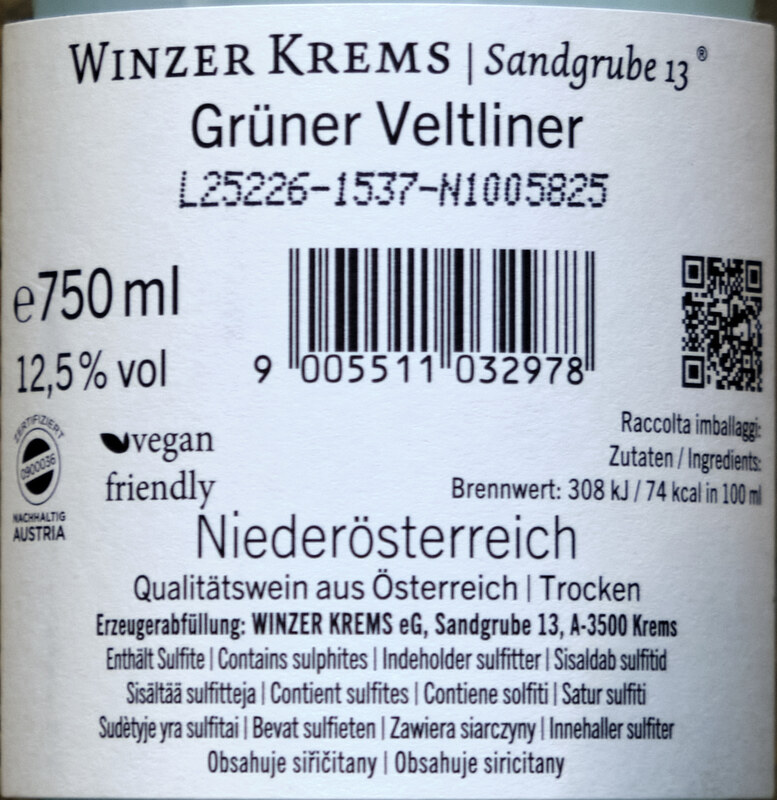 WINZER KREMS | Sandgrube 13®
Grüner Veltliner
L25226-1537-N1005825
e750 ml
12,5% vol
9 005511 032978
ZERTIFIZIERT
0900036
NACHHALTIG
AUSTRIA
vegan
friendly
Raccolta imballaggi:
Zutaten / Ingredients:
Brennwert: 308 kJ / 74 kcal in 100 ml
Niederösterreich
Qualitätswein aus Österreich | Trocken
Erzeugerabfüllung: WINZER KREMS eG, Sandgrube 13, A-3500 Krems
Enthält Sulfite | Contains sulphites | Indeholder sulfitter | Sisaldab sulfitid
Sisältää sulfitteja | Contient sulfites | Contiene solfiti | Satur sulfiti
Sudėtyje yra sulfitai | Bevat sulfieten | Zawiera siarczyny | Innehaller sulfiter
Obsahuje siřičitany | Obsahuje siricitany